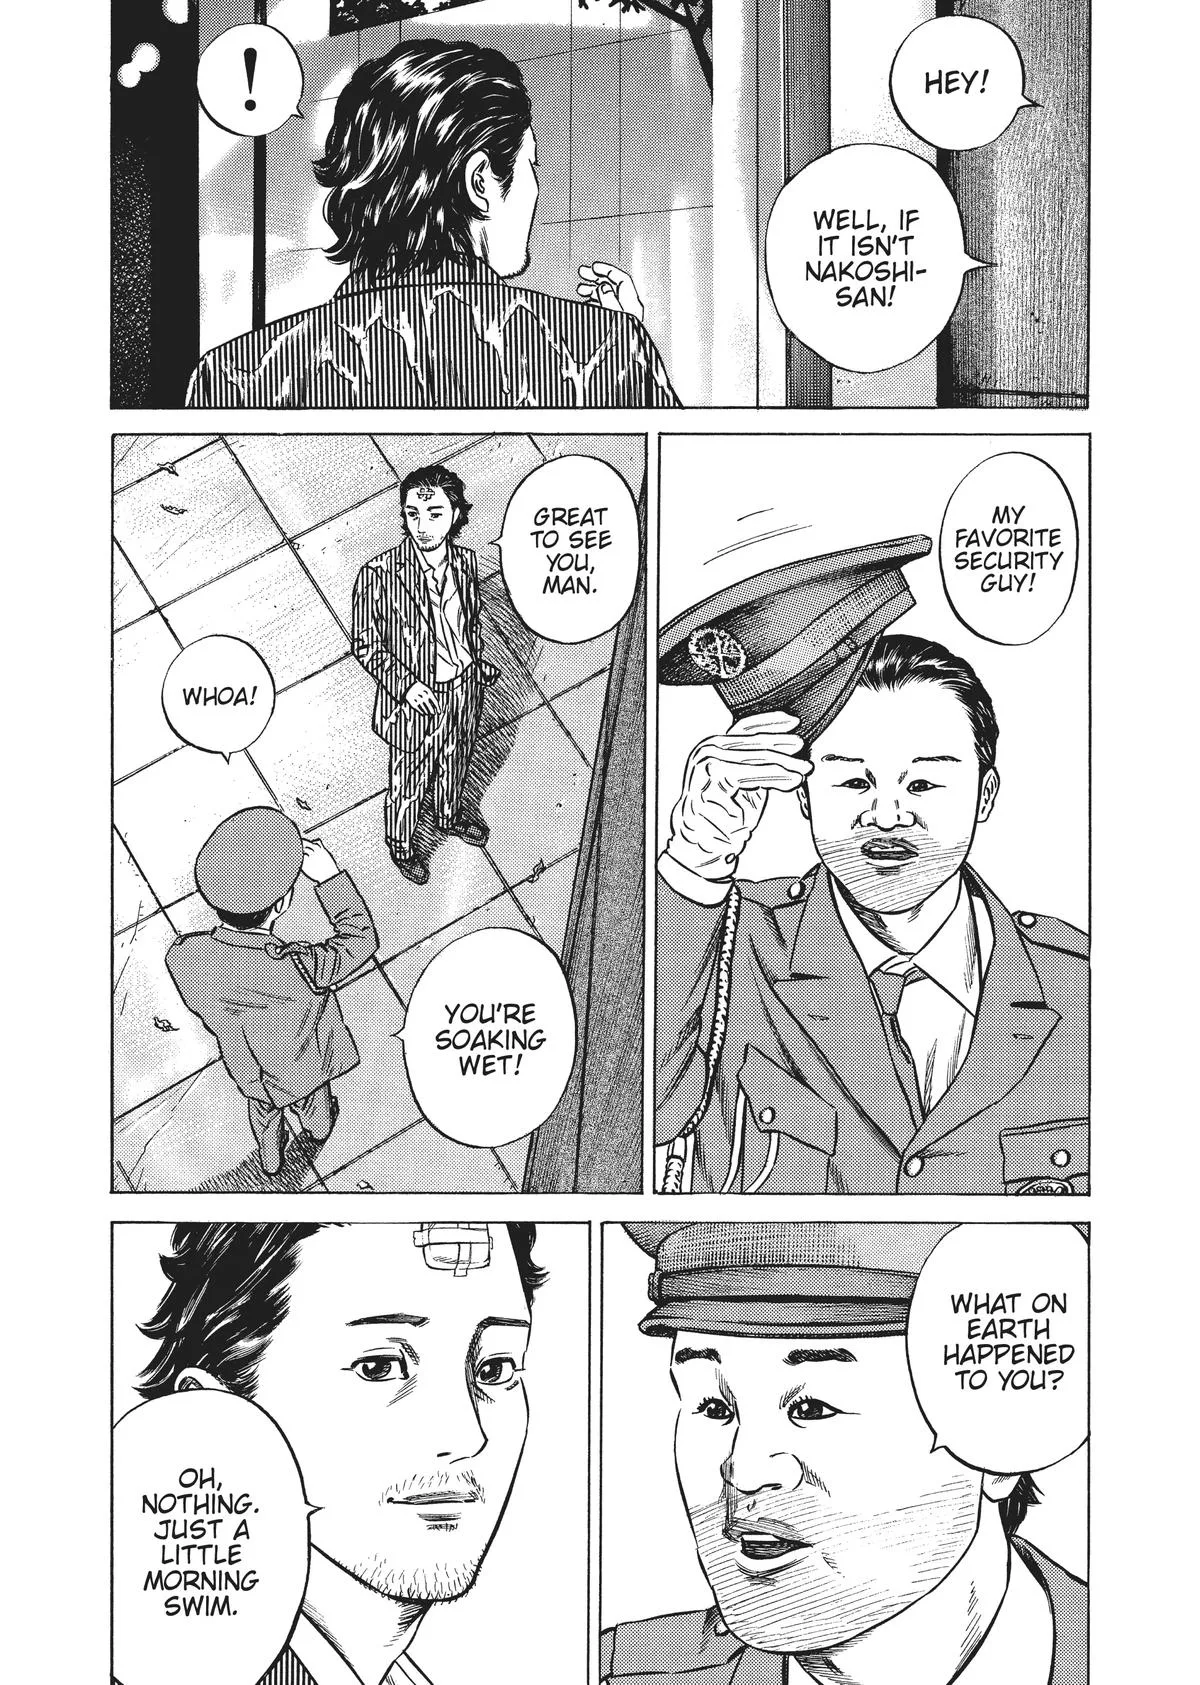 HEY!
WELL, IF
IT ISN'T
NAKOSHI-
SAN!
!
MY
FAVORITE
SECURITY
GUY!
GREAT
TO SEE
YOU,
MAN.
WHOA!
YOU'RE
SOAKING
WET!
WHAT ON
EARTH
HAPPENED
TO YOU?
OH,
NOTHING.
JUST A
LITTLE
MORNING
SWIM.